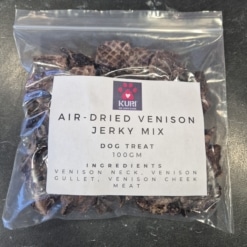 KURI
AIR-DRIED VENISON
JERKY MIX
DOG TREAT
100GM
INGREDIENTS
VENISON NECK, VENISON
GULLET, VENISON CHEEK
MEAT